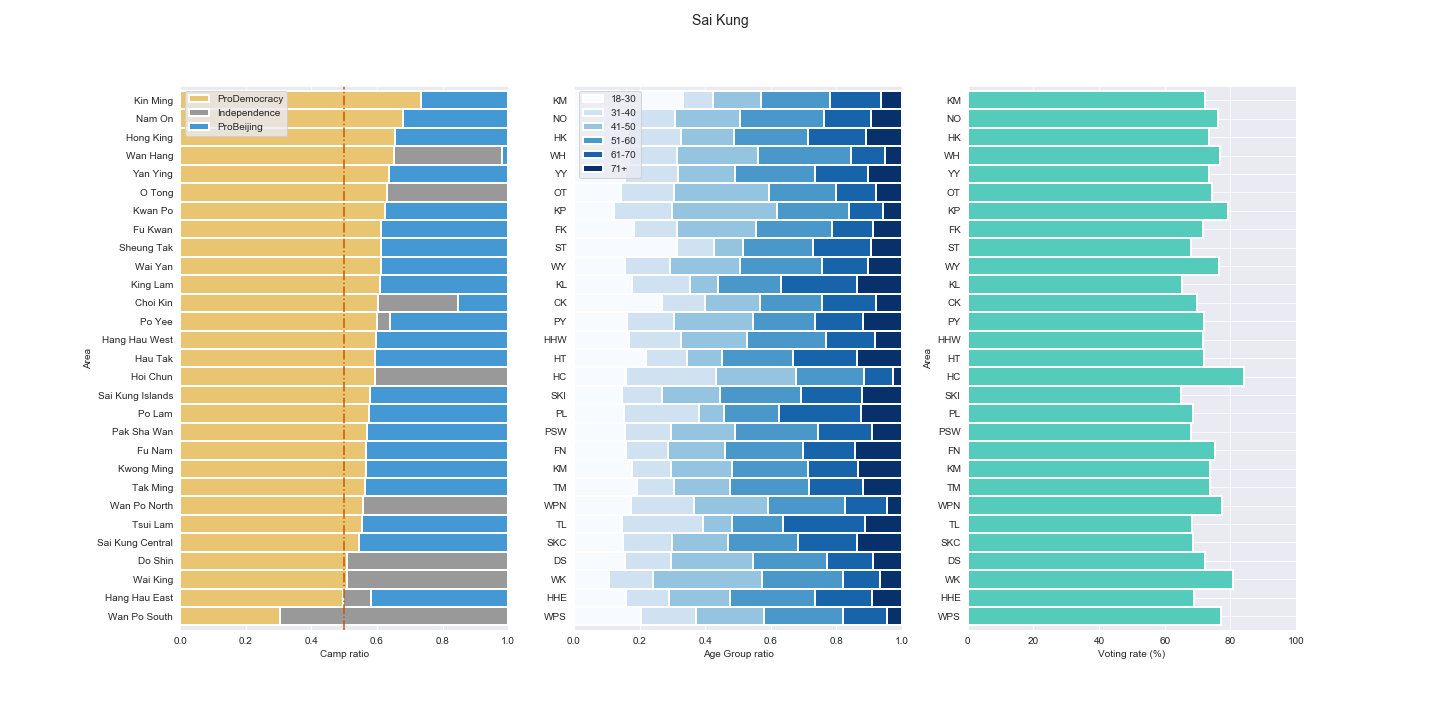 Sai Kung
Area
Kin Ming
Nam On
Hong King
Wan Hang
Yan Ying
O Tong
Kwan Po
Fu Kwan
Sheung Tak
Wai Yan
King Lam
Choi Kin
Po Yee
Hang Hau West
Hau Tak
Hoi Chun
Sai Kung Islands
Po Lam
Pak Sha Wan
Fu Nam
Kwong Ming
Tak Ming
Wan Po North
Tsui Lam
Sai Kung Central
Do Shin
Wai King
Hang Hau East
Wan Po South
ProDemocracy
Independence
ProBeijing
0.0 0.2 0.4 0.6 0.8 1.0
Camp ratio
KM
NO
HK
WH
YY
OT
KP
FK
ST
WY
KL
CK
PY
HHW
HT
HC
SKI
PL
PSW
FN
KM
TM
WPN
TL
SKC
DS
WK
HHE
WPS
18-30
31-40
41-50
51-60
61-70
71+
0.0 0.2 0.4 0.6 0.8 1.0
Age Group ratio
Area
KM
NO
HK
WH
YY
OT
KP
FK
ST
WY
KL
CK
PY
HHW
HT
HC
SKI
PL
PSW
FN
KM
TM
WPN
TL
SKC
DS
WK
HHE
WPS
0 20 40 60 80 100
Voting rate (%)